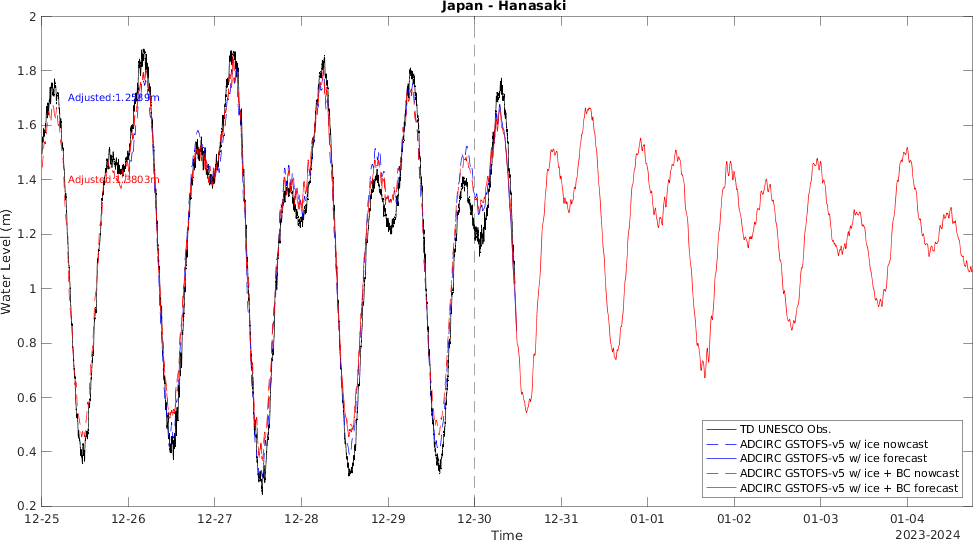 Japan - Hanasaki
2
1.8
1.6
1.4
1.2
1
0.8
0.6
0.4
0.2
Water Level (m)
Adjusted:1.2589m
Adjusted:1.3803m
12-25
12-26
12-27
12-28
12-29
12-30
12-31
01-01
01-02
01-03
01-04
Time
2023-2024
TD UNESCO Obs.
ADCIRC GSTOFS-v5 w/ ice nowcast
ADCIRC GSTOFS-v5 w/ ice forecast
ADCIRC GSTOFS-v5 w/ ice + BC nowcast
ADCIRC GSTOFS-v5 w/ ice + BC forecast